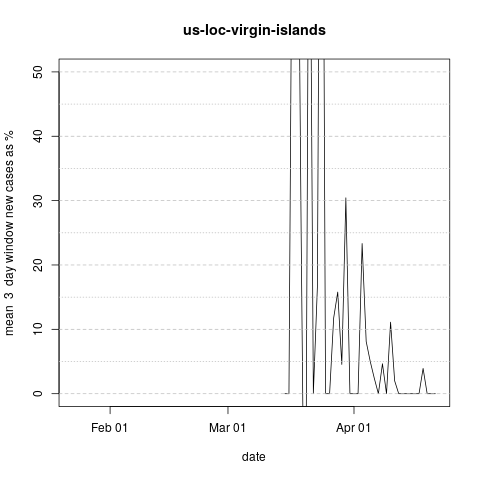 us-loc-virgin-islands
mean 3 day window new cases as %
50
40
30
20
10
0
Feb 01
Mar 01
Apr 01
date